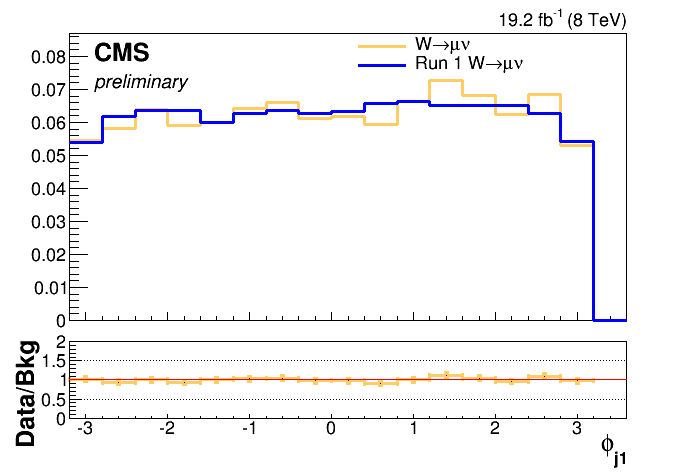 19.2 fb⁻¹ (8 TeV)
CMS
preliminary
W→μν
Run 1 W→μν
0.08
0.07
0.06
0.05
0.04
0.03
0.02
0.01
0
Data/Bkg
2
1.5
1
0.5
0
-3 -2 -1 0 1 2 3
ϕj1